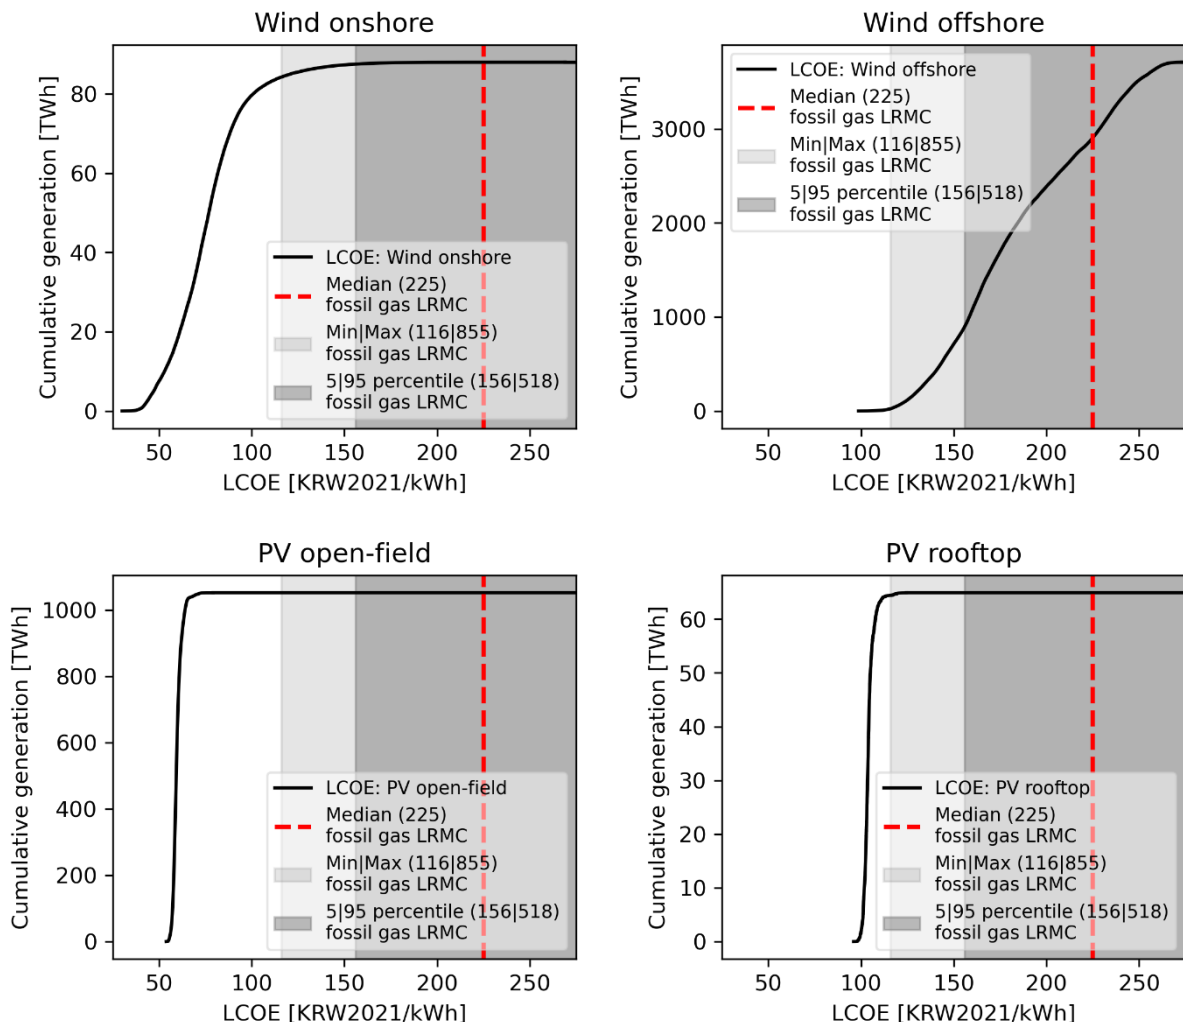 Wind onshore
Cumulative generation [TWh]
80
60
40
20
0
LCOE: Wind onshore
Median (225)
fossil gas LRMC
Min|Max (116|855)
fossil gas LRMC
5|95 percentile (156|518)
fossil gas LRMC
50 100 150 200 250
LCOE [KRW2021/kWh]
Wind offshore
Cumulative generation [TWh]
3000
2000
1000
0
LCOE: Wind offshore
Median (225)
fossil gas LRMC
Min|Max (116|855)
fossil gas LRMC
5|95 percentile (156|518)
fossil gas LRMC
50 100 150 200 250
LCOE [KRW2021/kWh]
PV open-field
Cumulative generation [TWh]
1000
800
600
400
200
0
LCOE: PV open-field
Median (225)
fossil gas LRMC
Min|Max (116|855)
fossil gas LRMC
5|95 percentile (156|518)
fossil gas LRMC
50 100 150 200 250
LCOE [KRW2021/kWh]
PV rooftop
Cumulative generation [TWh]
60
50
40
30
20
10
0
LCOE: PV rooftop
Median (225)
fossil gas LRMC
Min|Max (116|855)
fossil gas LRMC
5|95 percentile (156|518)
fossil gas LRMC
50 100 150 200 250
LCOE [KRW2021/kWh]